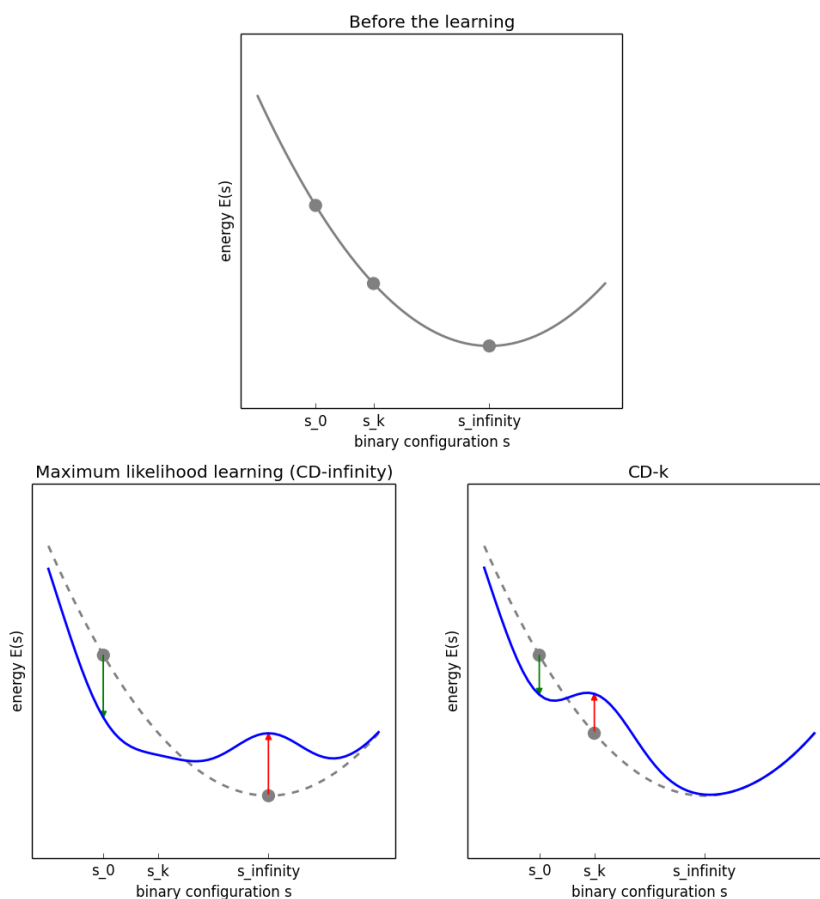 Before the learning
energy E(s)
s_0
s_k
s_infinity
binary configuration s
Maximum likelihood learning (CD-infinity)
energy E(s)
s_0
s_k
s_infinity
binary configuration s
CD-k
energy E(s)
s_0
s_k
s_infinity
binary configuration s